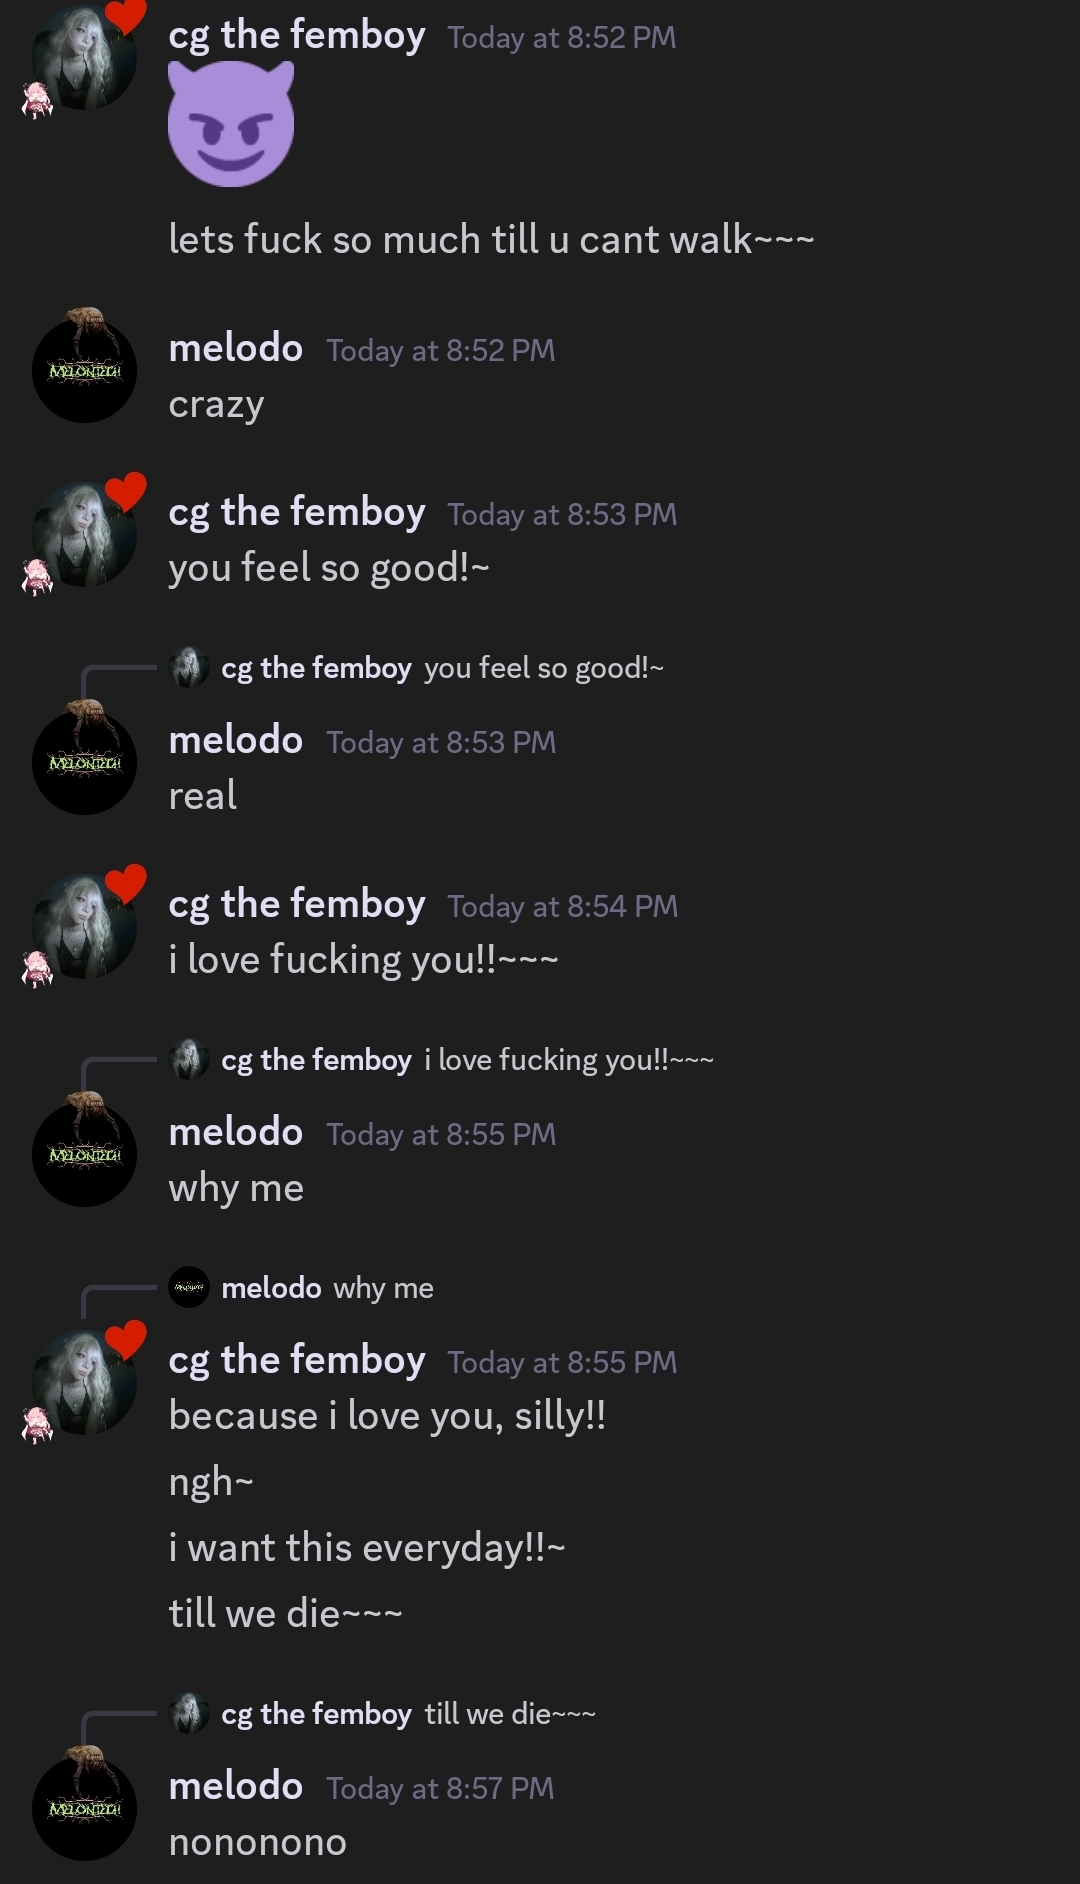 cg the femboy Today at 8:52 PM
lets fuck so much till u cant walk~~~
melodo Today at 8:52 PM
MELONTECH
crazy
cg the femboy Today at 8:53 PM
you feel so good!~
cg the femboy you feel so good!~
melodo Today at 8:53 PM
MELONTECH
real
cg the femboy Today at 8:54 PM
i love fucking you!!~~~
cg the femboy i love fucking you!!~~~
melodo Today at 8:55 PM
MELONTECH
why me
melodo why me
cg the femboy Today at 8:55 PM
because i love you, silly!!
ngh~
i want this everyday!!~
till we die~~~
cg the femboy till we die~~~
melodo Today at 8:57 PM
MELONTECH
nononono